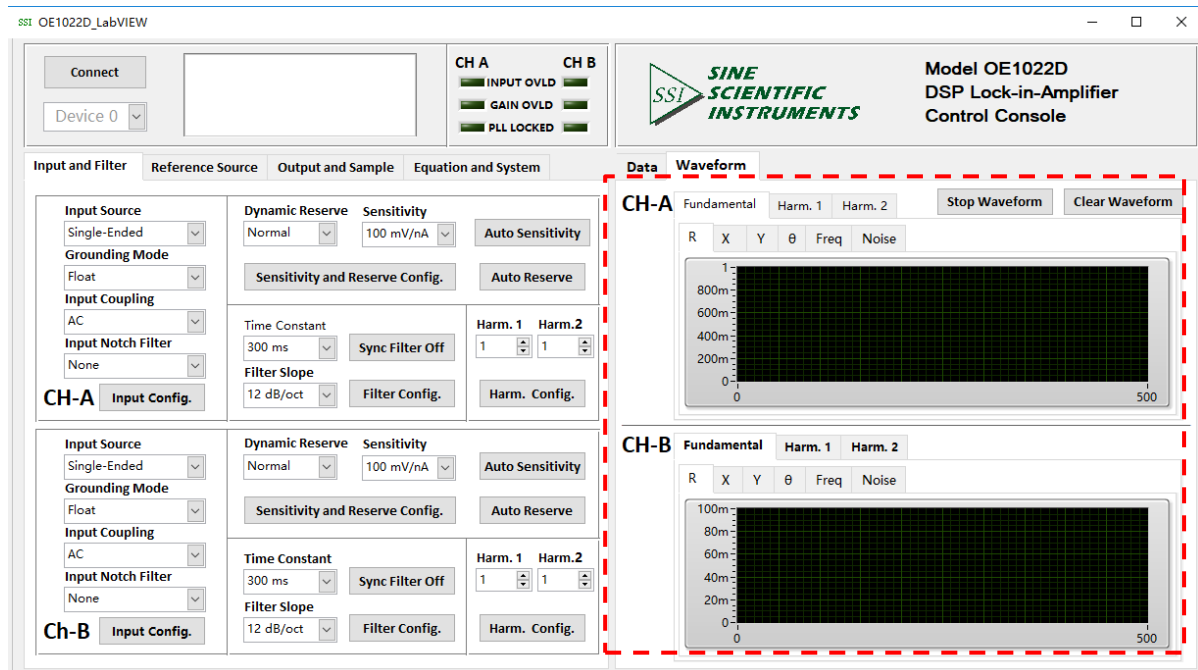 SSI OE1022D_LabVIEW
Connect
Device 0
CH A CH B
INPUT OVLD
GAIN OVLD
PLL LOCKED
SSI
SINE
SCIENTIFIC
INSTRUMENTS
Model OE1022D
DSP Lock-in-Amplifier
Control Console
Input and Filter Reference Source Output and Sample Equation and System
Input Source
Single-Ended
Grounding Mode
Float
Input Coupling
AC
Input Notch Filter
None
CH-A Input Config.
Dynamic Reserve Sensitivity
Normal 100 mV/nA Auto Sensitivity
Sensitivity and Reserve Config. Auto Reserve
Time Constant
300 ms Sync Filter Off
Filter Slope
12 dB/oct Filter Config.
Harm. 1 Harm.2
1 1
Harm. Config.
Input Source
Single-Ended
Grounding Mode
Float
Input Coupling
AC
Input Notch Filter
None
Ch-B Input Config.
Dynamic Reserve Sensitivity
Normal 100 mV/nA Auto Sensitivity
Sensitivity and Reserve Config. Auto Reserve
Time Constant
300 ms Sync Filter Off
Filter Slope
12 dB/oct Filter Config.
Harm. 1 Harm.2
1 1
Harm. Config.
Data Waveform
CH-A Fundamental Harm. 1 Harm. 2 Stop Waveform Clear Waveform
R X Y θ Freq Noise
1
800m
600m
400m
200m
0
0 500
CH-B Fundamental Harm. 1 Harm. 2
R X Y θ Freq Noise
100m
80m
60m
40m
20m
0
0 500